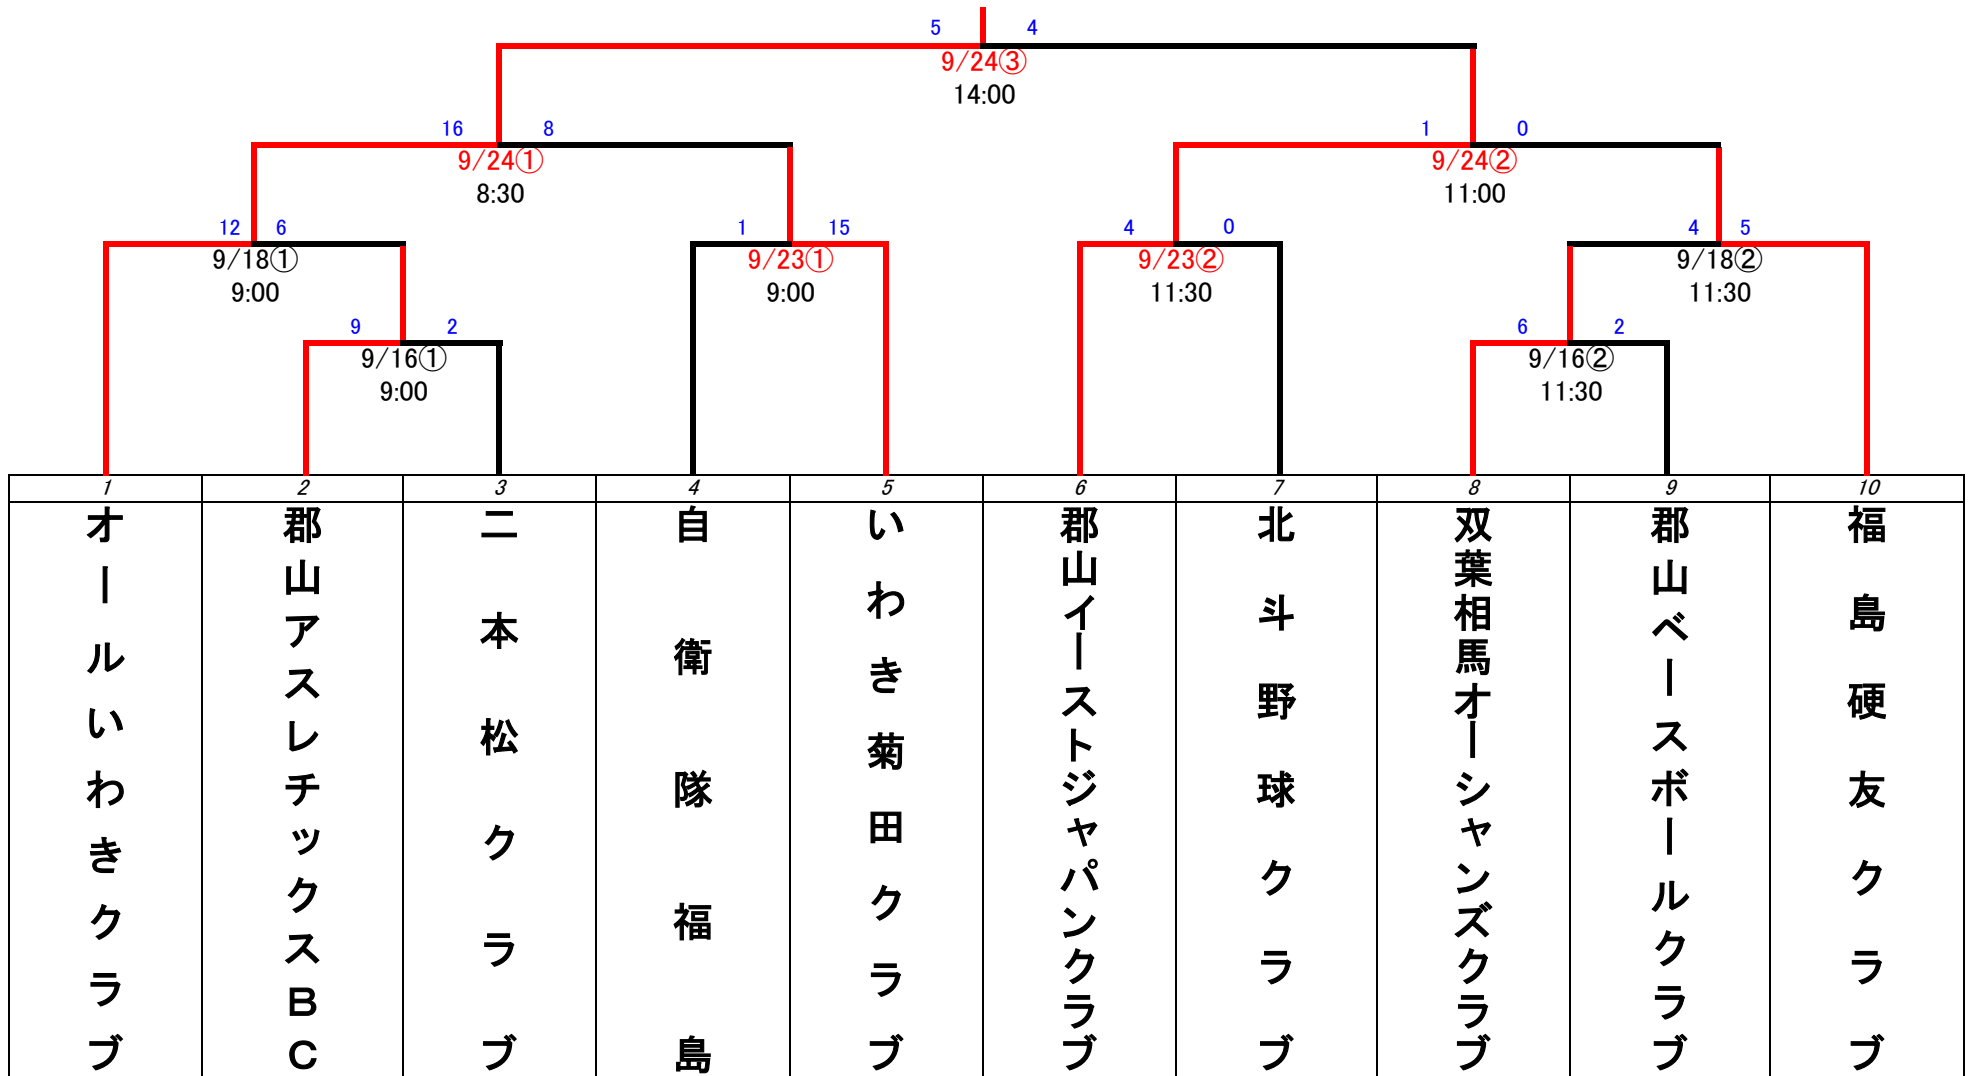 5 4
9/24③
14:00
16 8 1 0
9/24① 9/24②
8:30 11:00
12 6 1 15 4 0 4 5
9/18① 9/23① 9/23② 9/18②
9:00 9:00 11:30 11:30
9 2 6 2
9/16① 9/16②
9:00 11:30
1 2 3 4 5 6 7 8 9 10
オールいわきクラブ
郡山アスレチックスBC
二本松クラブ
自衛隊福島
いわき菊田クラブ
郡山イーストジャパンクラブ
北斗野球クラブ
双葉相馬オーシャンズクラブ
郡山ベースボールクラブ
福島硬友クラブ